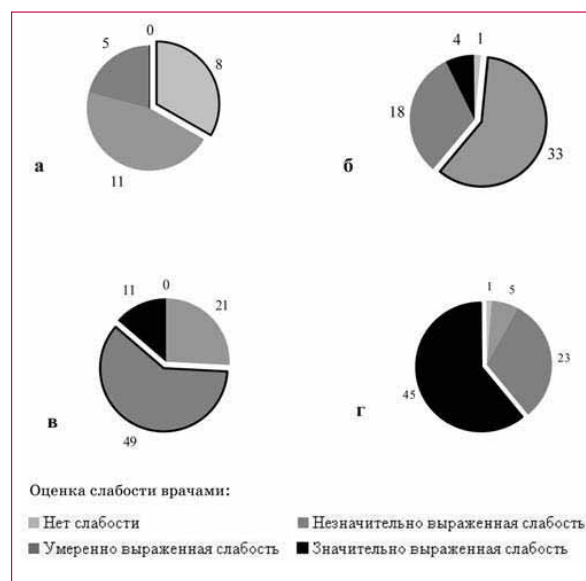 0
5
8
11
а
4
1
18
33
б
0
11
21
49
в
1
5
23
45
г
Оценка слабости врачами:
Нет слабости
Незначительно выраженная слабость
Умеренно выраженная слабость
Значительно выраженная слабость